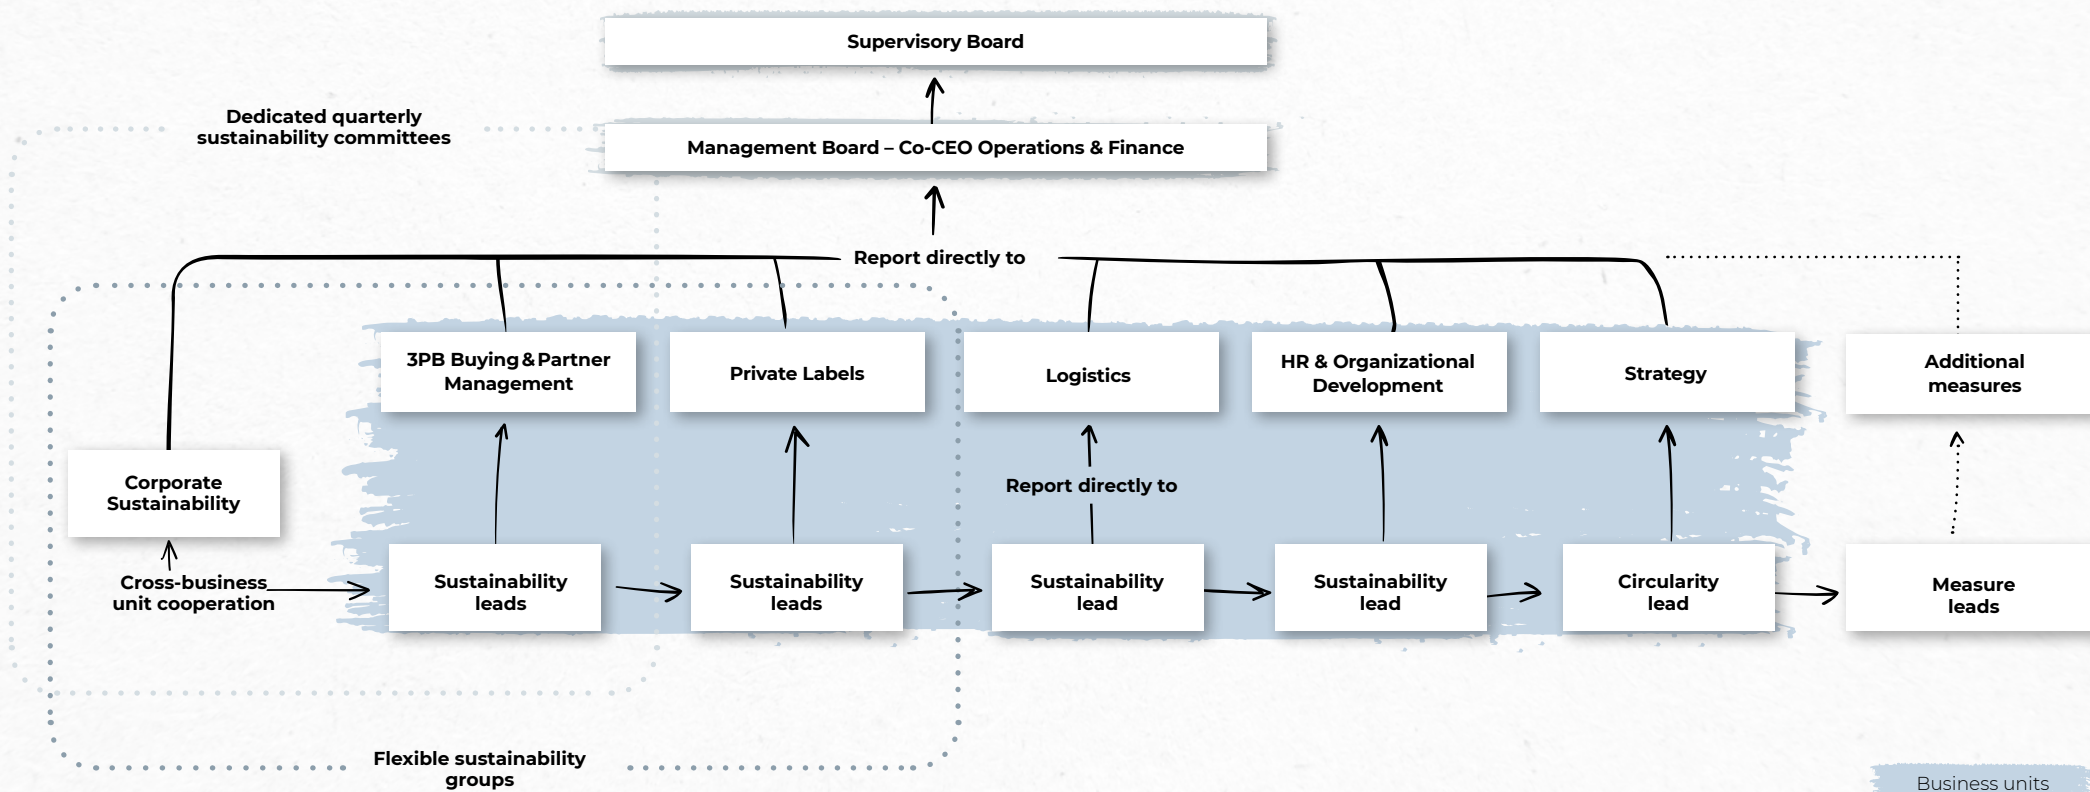 Supervisory Board
Dedicated quarterly
sustainability committees
Management Board – Co-CEO Operations & Finance
Report directly to
3PB Buying & Partner
Management
Private Labels
Logistics
HR & Organizational
Development
Strategy
Additional
measures
Corporate
Sustainability
Report directly to
Cross-business
unit cooperation
Sustainability
leads
Sustainability
leads
Sustainability
lead
Sustainability
lead
Circularity
lead
Measure
leads
Flexible sustainability
groups
Business units